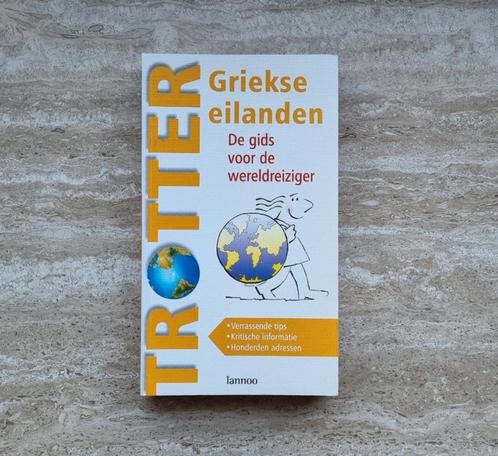 TROTTER
Griekse
eilanden
De gids
voor de
wereldreiziger
• Verrassende tips
• Kritische informatie
• Honderden adressen
lannoo